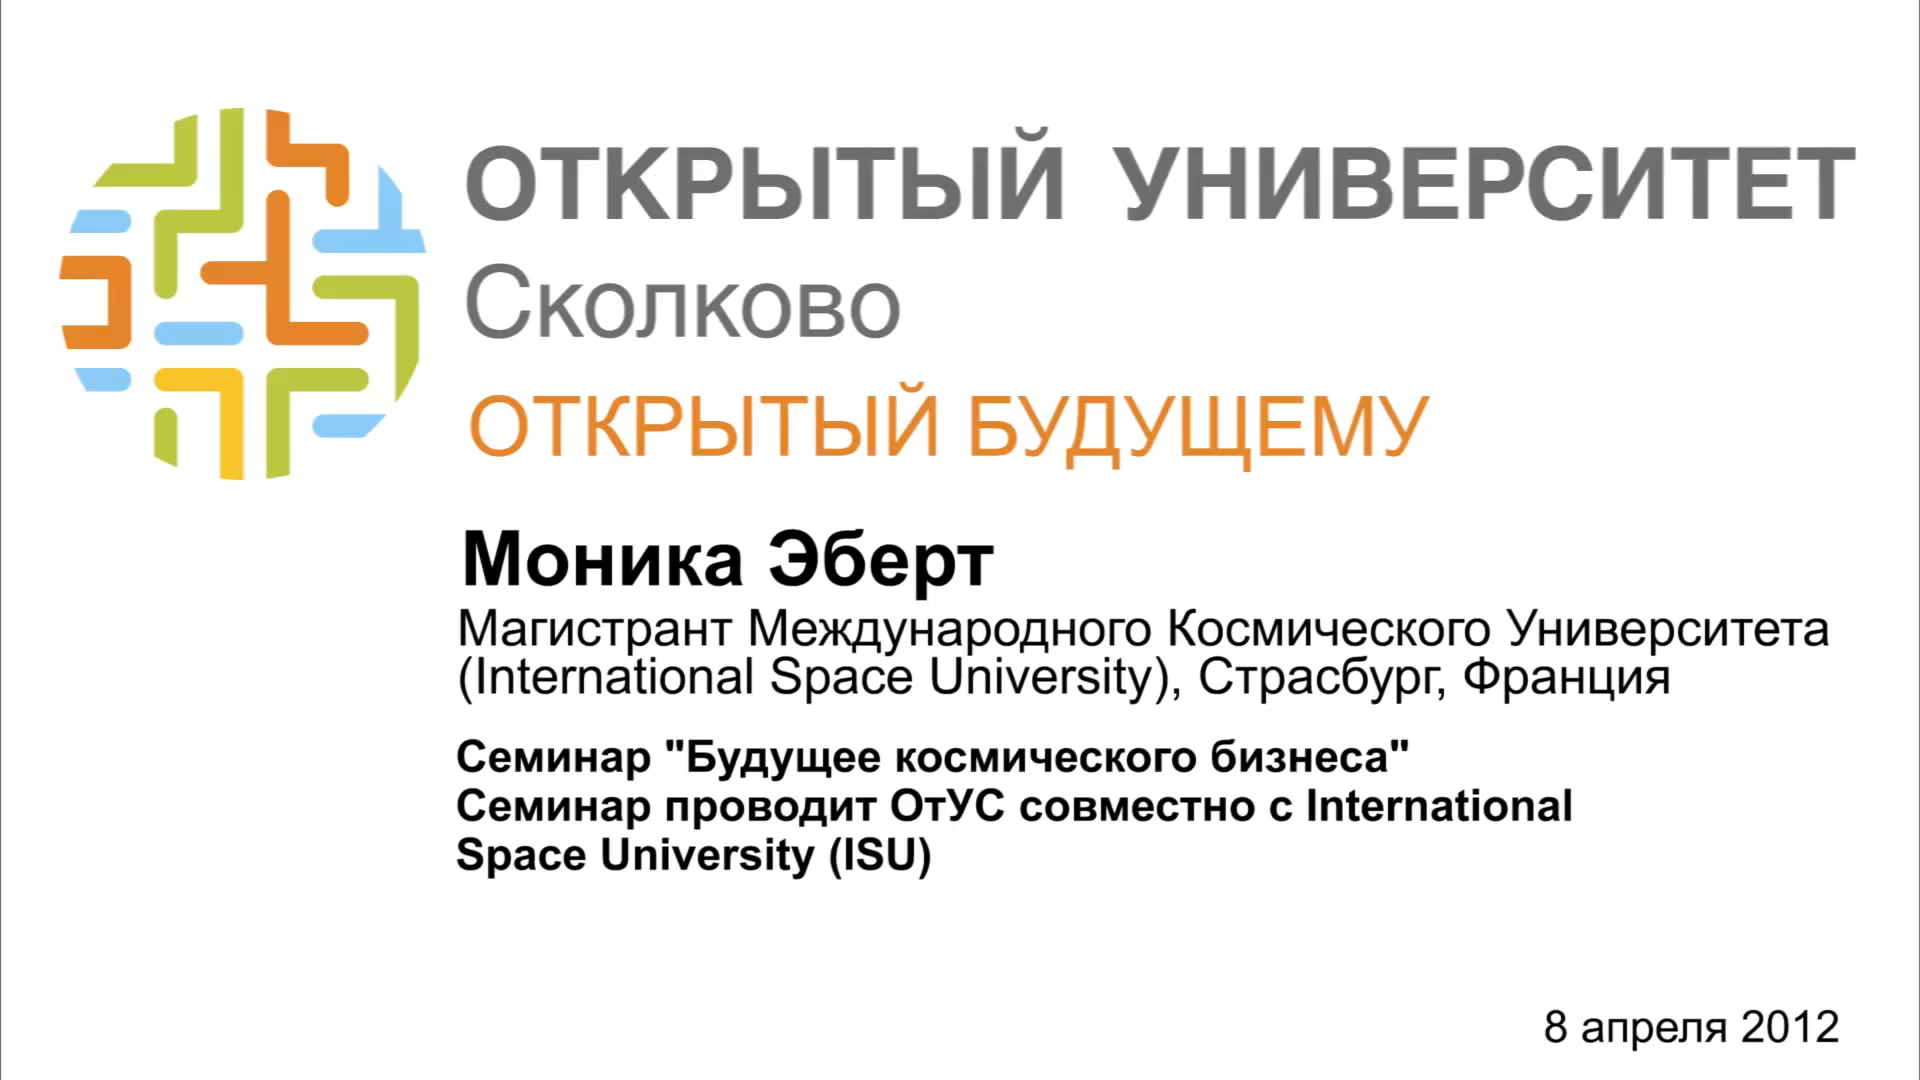 ОТКРЫТЫЙ УНИВЕРСИТЕТ
Сколково
ОТКРЫТЫЙ БУДУЩЕМУ
Моника Эберт
Магистрант Международного Космического Университета
(International Space University), Страсбург, Франция
Семинар "Будущее космического бизнеса"
Семинар проводит ОтУС совместно с International
Space University (ISU)
8 апреля 2012